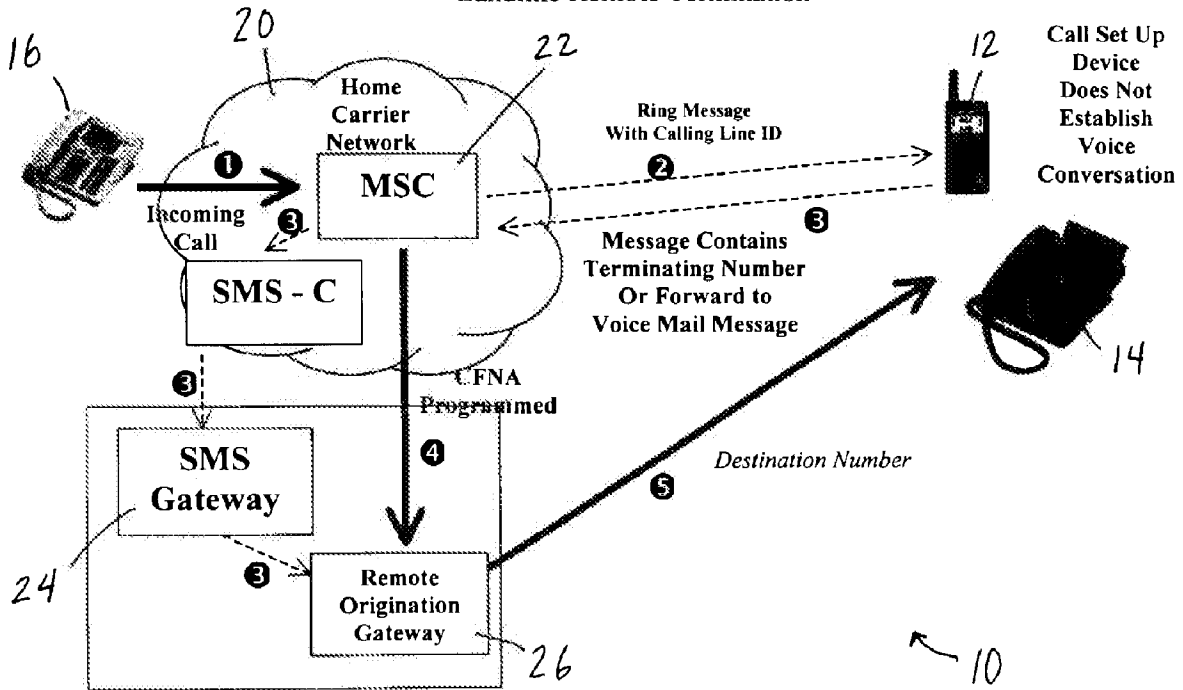 16
20
22
12
Home
Carrier
Network
Call Set Up
Device
Does Not
Establish
Voice
Conversation
Ring Message
With Calling Line ID
❶
MSC
❷
Incoming
Call
❸
❸
SMS - C
Message Contains
Terminating Number
Or Forward to
Voice Mail Message
14
❸
CFNA
Programmed
SMS
Gateway
❹
Destination Number
❺
24
❸
Remote
Origination
Gateway
26
10